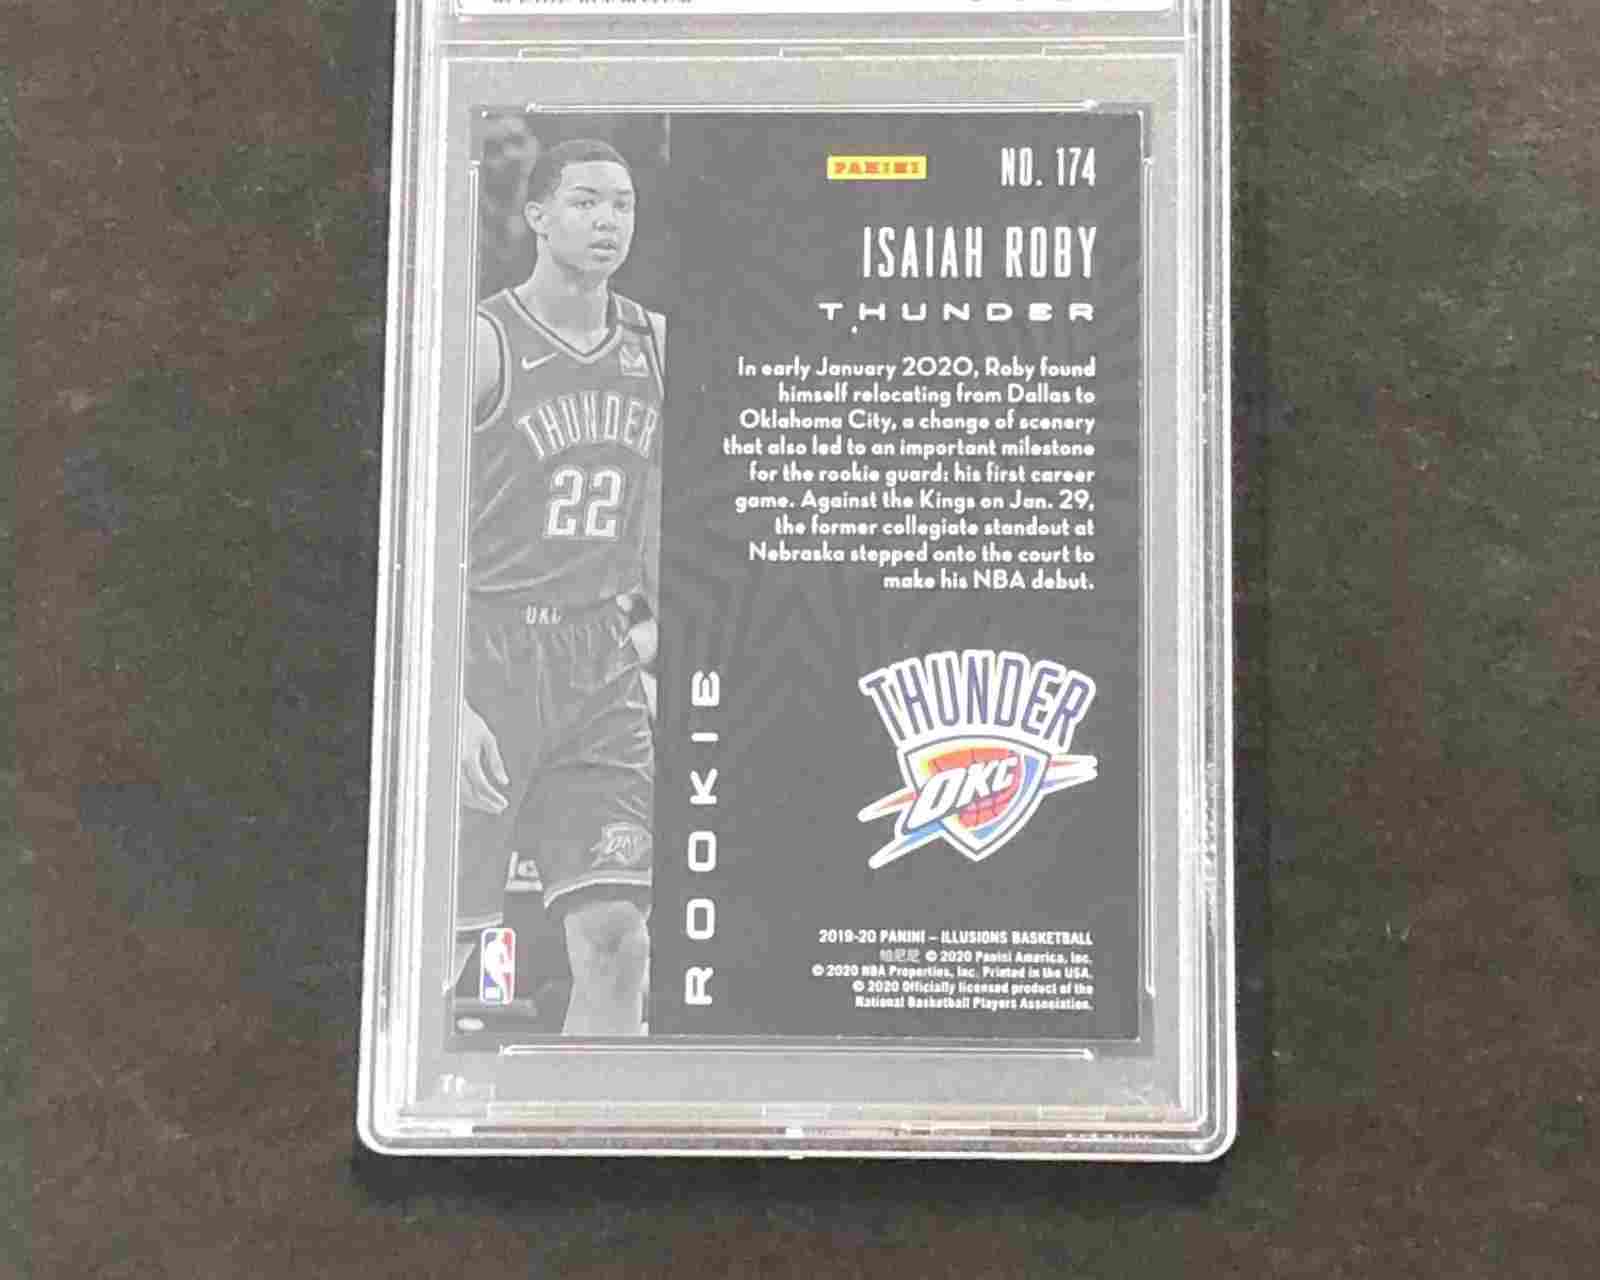 PANINI
NO. 174
ISAIAH ROBY
THUNDER
In early January 2020, Roby found
himself relocating from Dallas to
Oklahoma City, a change of scenery
that also led to an important milestone
for the rookie guard: his first career
game. Against the Kings on Jan. 29,
the former collegiate standout at
Nebraska stepped onto the court to
make his NBA debut.
THUNDER
22
OKC
ROOKIE
THUNDER
OKC
2019-20 PANINI – ILLUSIONS BASKETBALL
帕尼尼 © 2020 Panini America, Inc.
© 2020 NBA Properties, Inc. Printed in the USA.
© 2020 Officially licensed product of the
National Basketball Players Association.